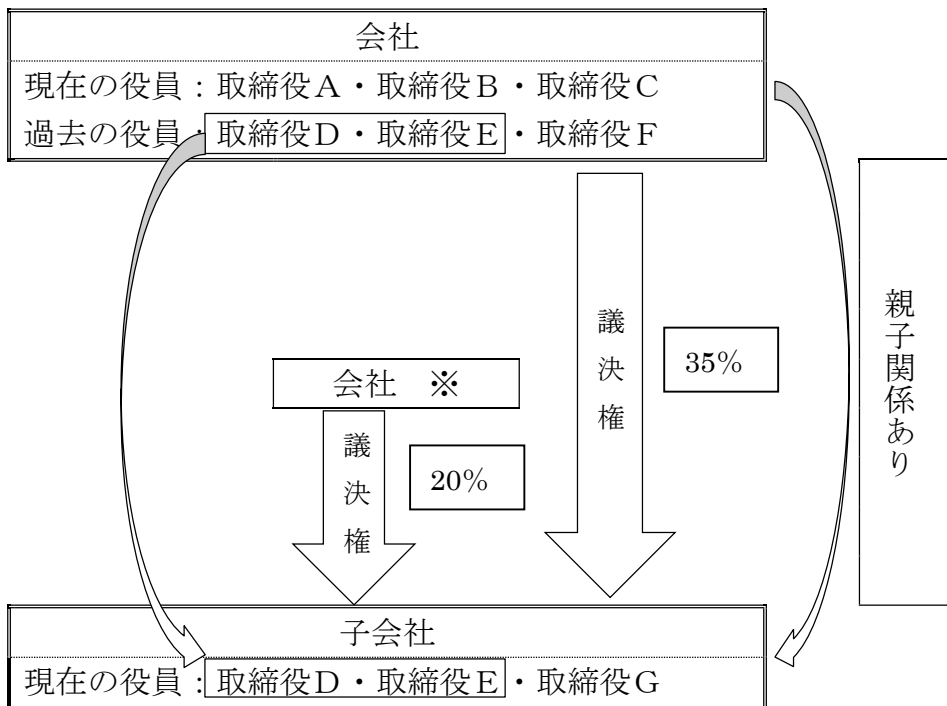 会社
現在の役員:取締役A・取締役B・取締役C
過去の役員:取締役D・取締役E・取締役F
議決権
35%
親子関係あり
会社 ※
議決権
20%
子会社
現在の役員:取締役D・取締役E・取締役G